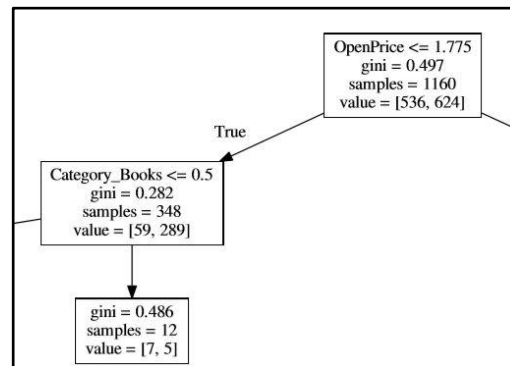 OpenPrice <= 1.775
gini = 0.497
samples = 1160
value = [536, 624]
True
Category_Books <= 0.5
gini = 0.282
samples = 348
value = [59, 289]
gini = 0.486
samples = 12
value = [7, 5]